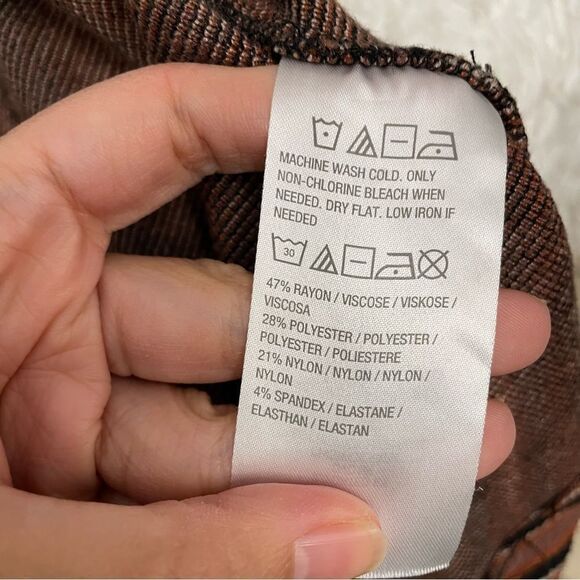 MACHINE WASH COLD. ONLY
NON-CHLORINE BLEACH WHEN
NEEDED. DRY FLAT. LOW IRON IF
NEEDED
30
47% RAYON / VISCOSE / VISKOSE /
VISCOSA
28% POLYESTER / POLYESTER /
POLYESTER / POLIESTERE
21% NYLON / NYLON / NYLON /
NYLON
4% SPANDEX / ELASTANE /
ELASTHAN / ELASTAN